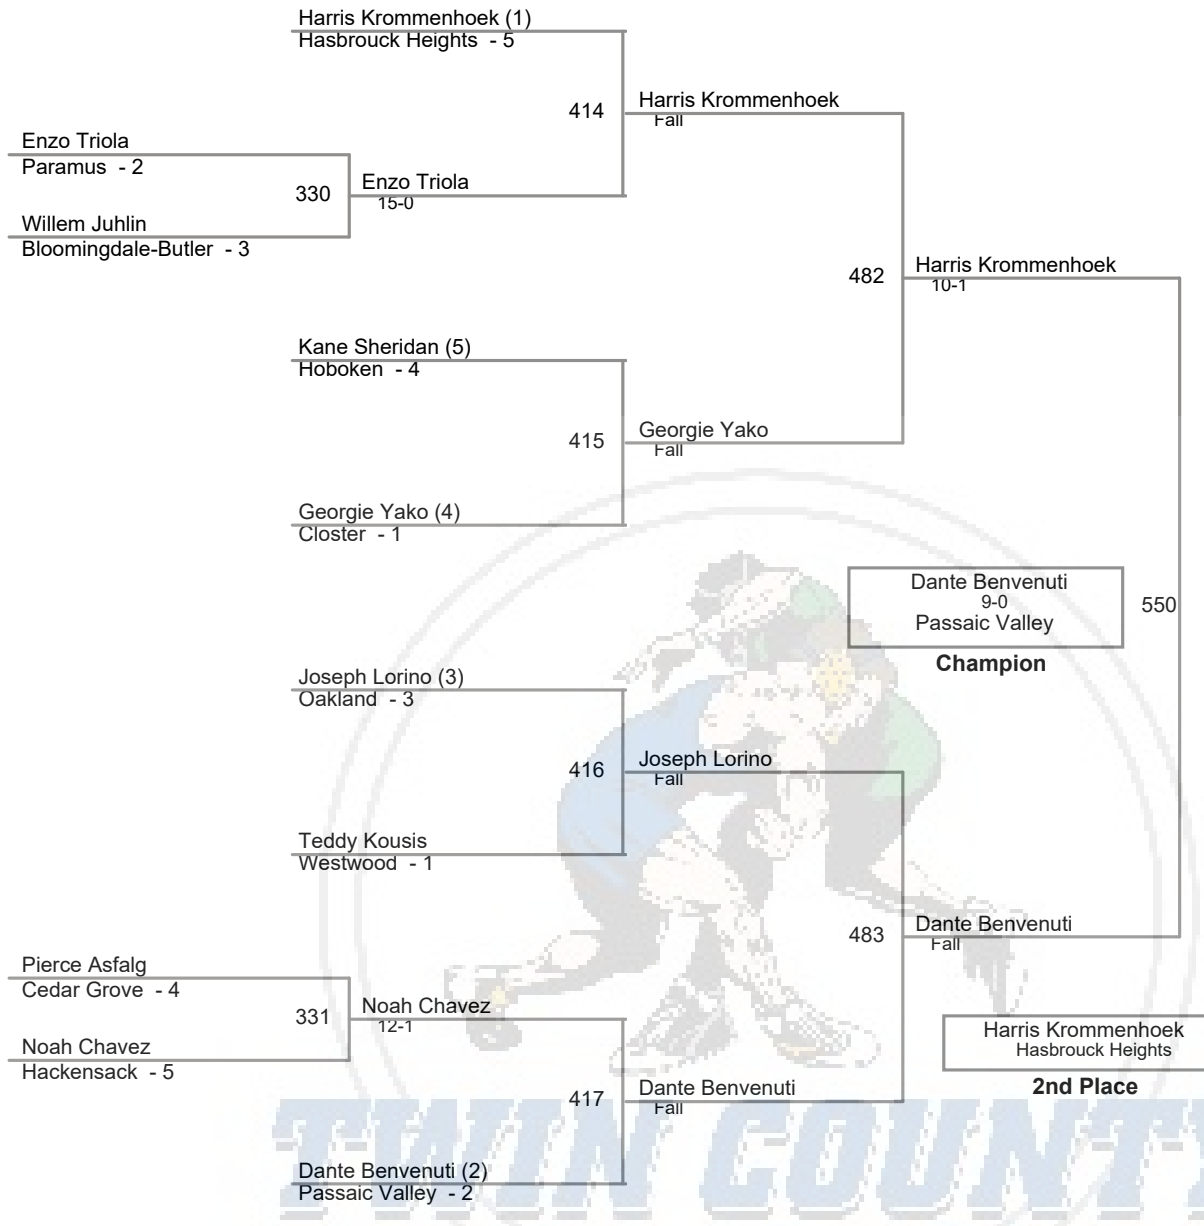 Harris Krommenhoek (1)
Hasbrouck Heights - 5
414
Harris Krommenhoek
Fall
Enzo Triola
Paramus - 2
330
Enzo Triola
15-0
Willem Juhlin
Bloomingdale-Butler - 3
482
Harris Krommenhoek
10-1
Kane Sheridan (5)
Hoboken - 4
415
Georgie Yako
Fall
Georgie Yako (4)
Closter - 1
Dante Benvenuti
9-0
Passaic Valley
550
Champion
Joseph Lorino (3)
Oakland - 3
416
Joseph Lorino
Fall
Teddy Kousis
Westwood - 1
483
Dante Benvenuti
Fall
Pierce Asfalg
Cedar Grove - 4
331
Noah Chavez
12-1
Noah Chavez
Hackensack - 5
Harris Krommenhoek
Hasbrouck Heights
2nd Place
417
Dante Benvenuti
Fall
Dante Benvenuti (2)
Passaic Valley - 2
TWIN COUNTY